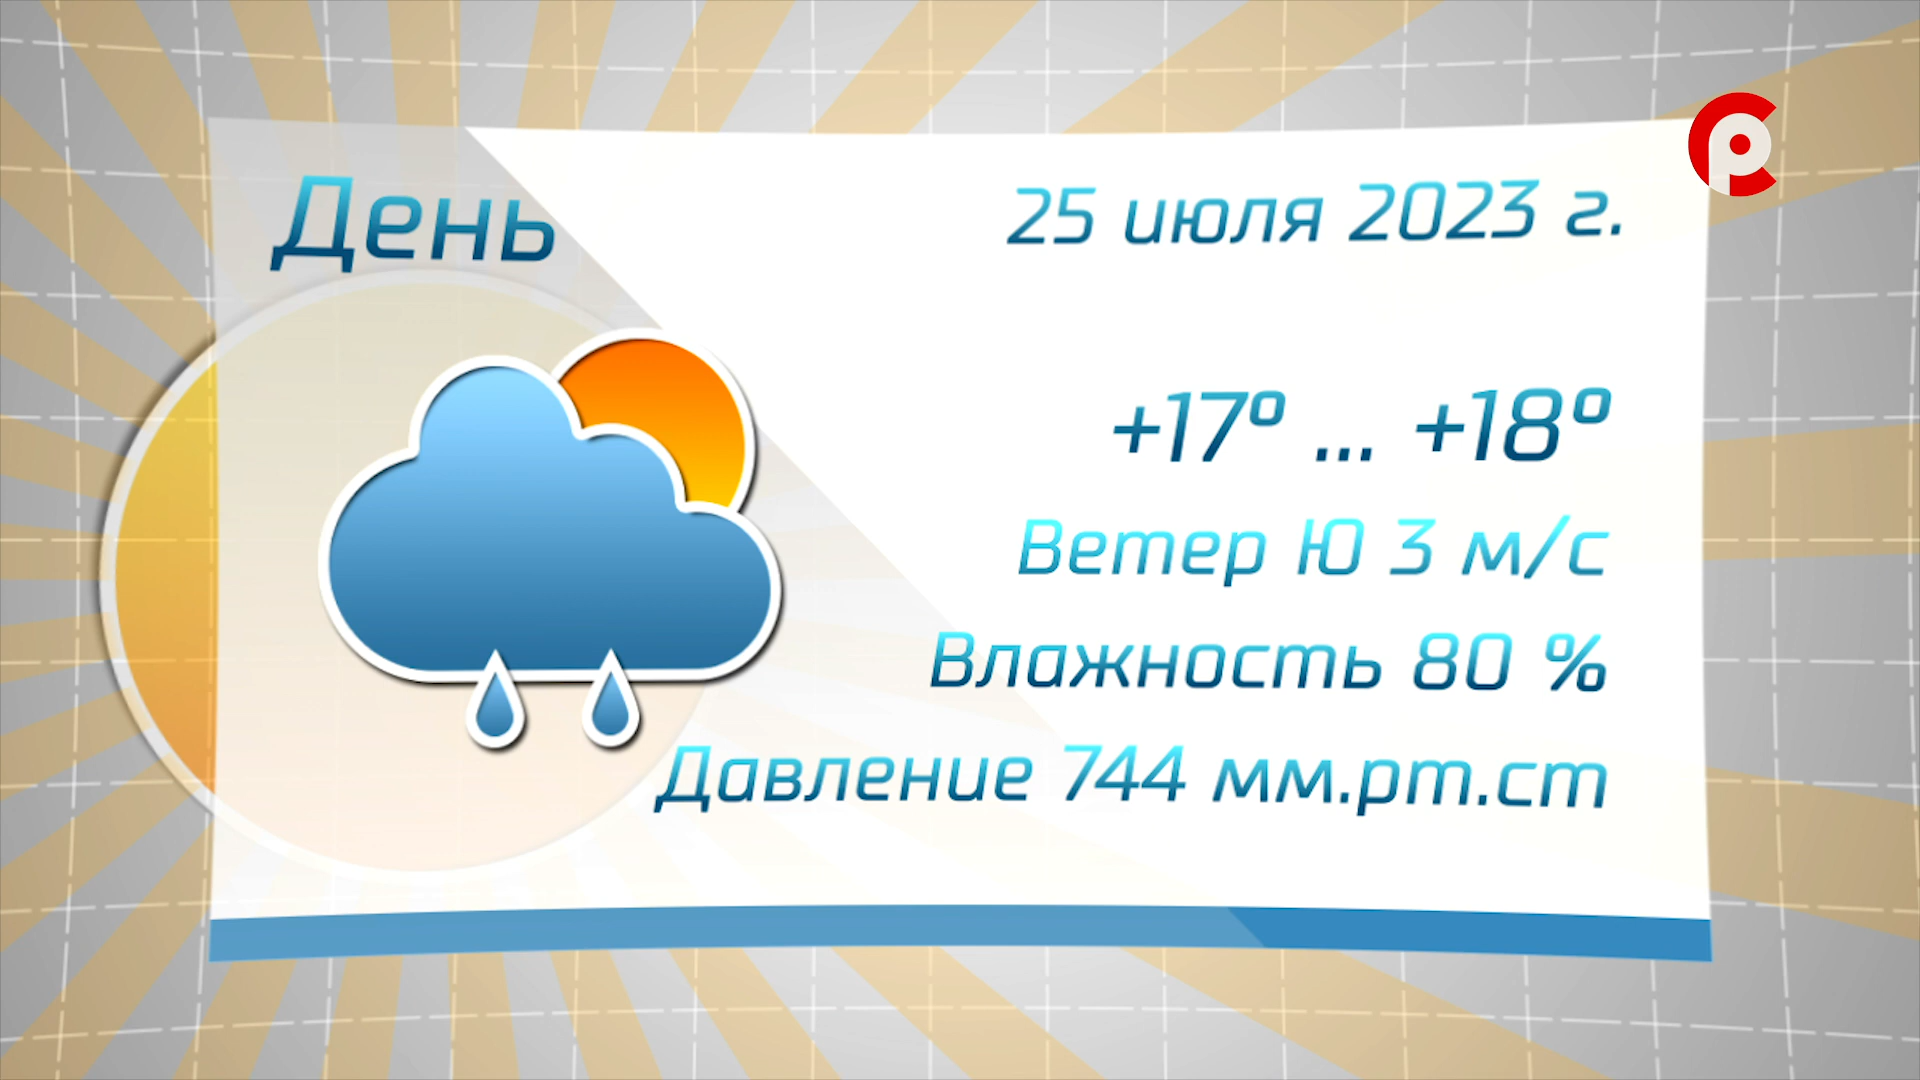 День
25 июля 2023 г.
+17° ... +18°
Ветер Ю 3 м/с
Влажность 80 %
Давление 744 мм.рт.ст